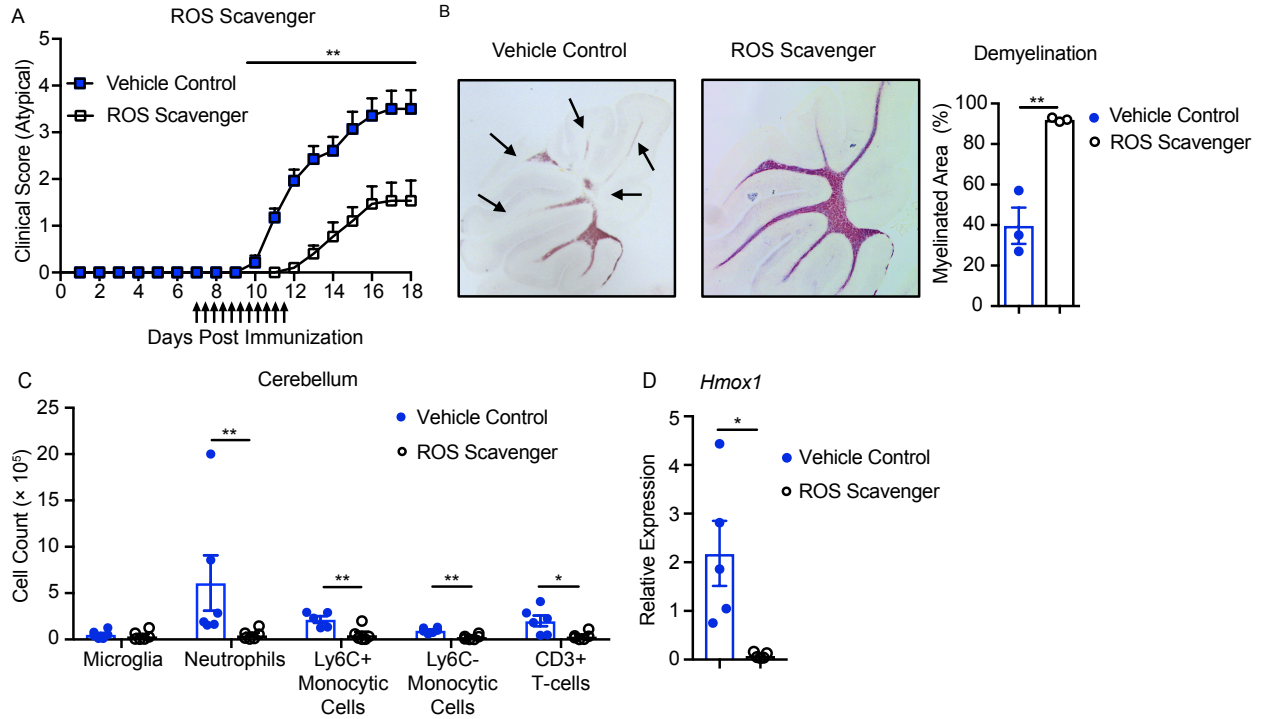 A
ROS Scavenger
Clinical Score (Atypical)
5
4
3
2
1
0
Vehicle Control
ROS Scavenger
**
0 2 4 6 8 10 12 14 16 18
Days Post Immunization
B
Vehicle Control
ROS Scavenger
Demyelination
Myelinated Area (%)
100
80
60
40
20
0
**
Vehicle Control
ROS Scavenger
C
Cerebellum
Cell Count (× 10⁵)
25
20
15
10
5
0
Vehicle Control
ROS Scavenger
**
**
**
*
Microglia
Neutrophils
Ly6C+
Monocytic
Cells
Ly6C-
Monocytic
Cells
CD3+
T-cells
D
Hmox1
Relative Expression
5
4
3
2
1
0
*
Vehicle Control
ROS Scavenger